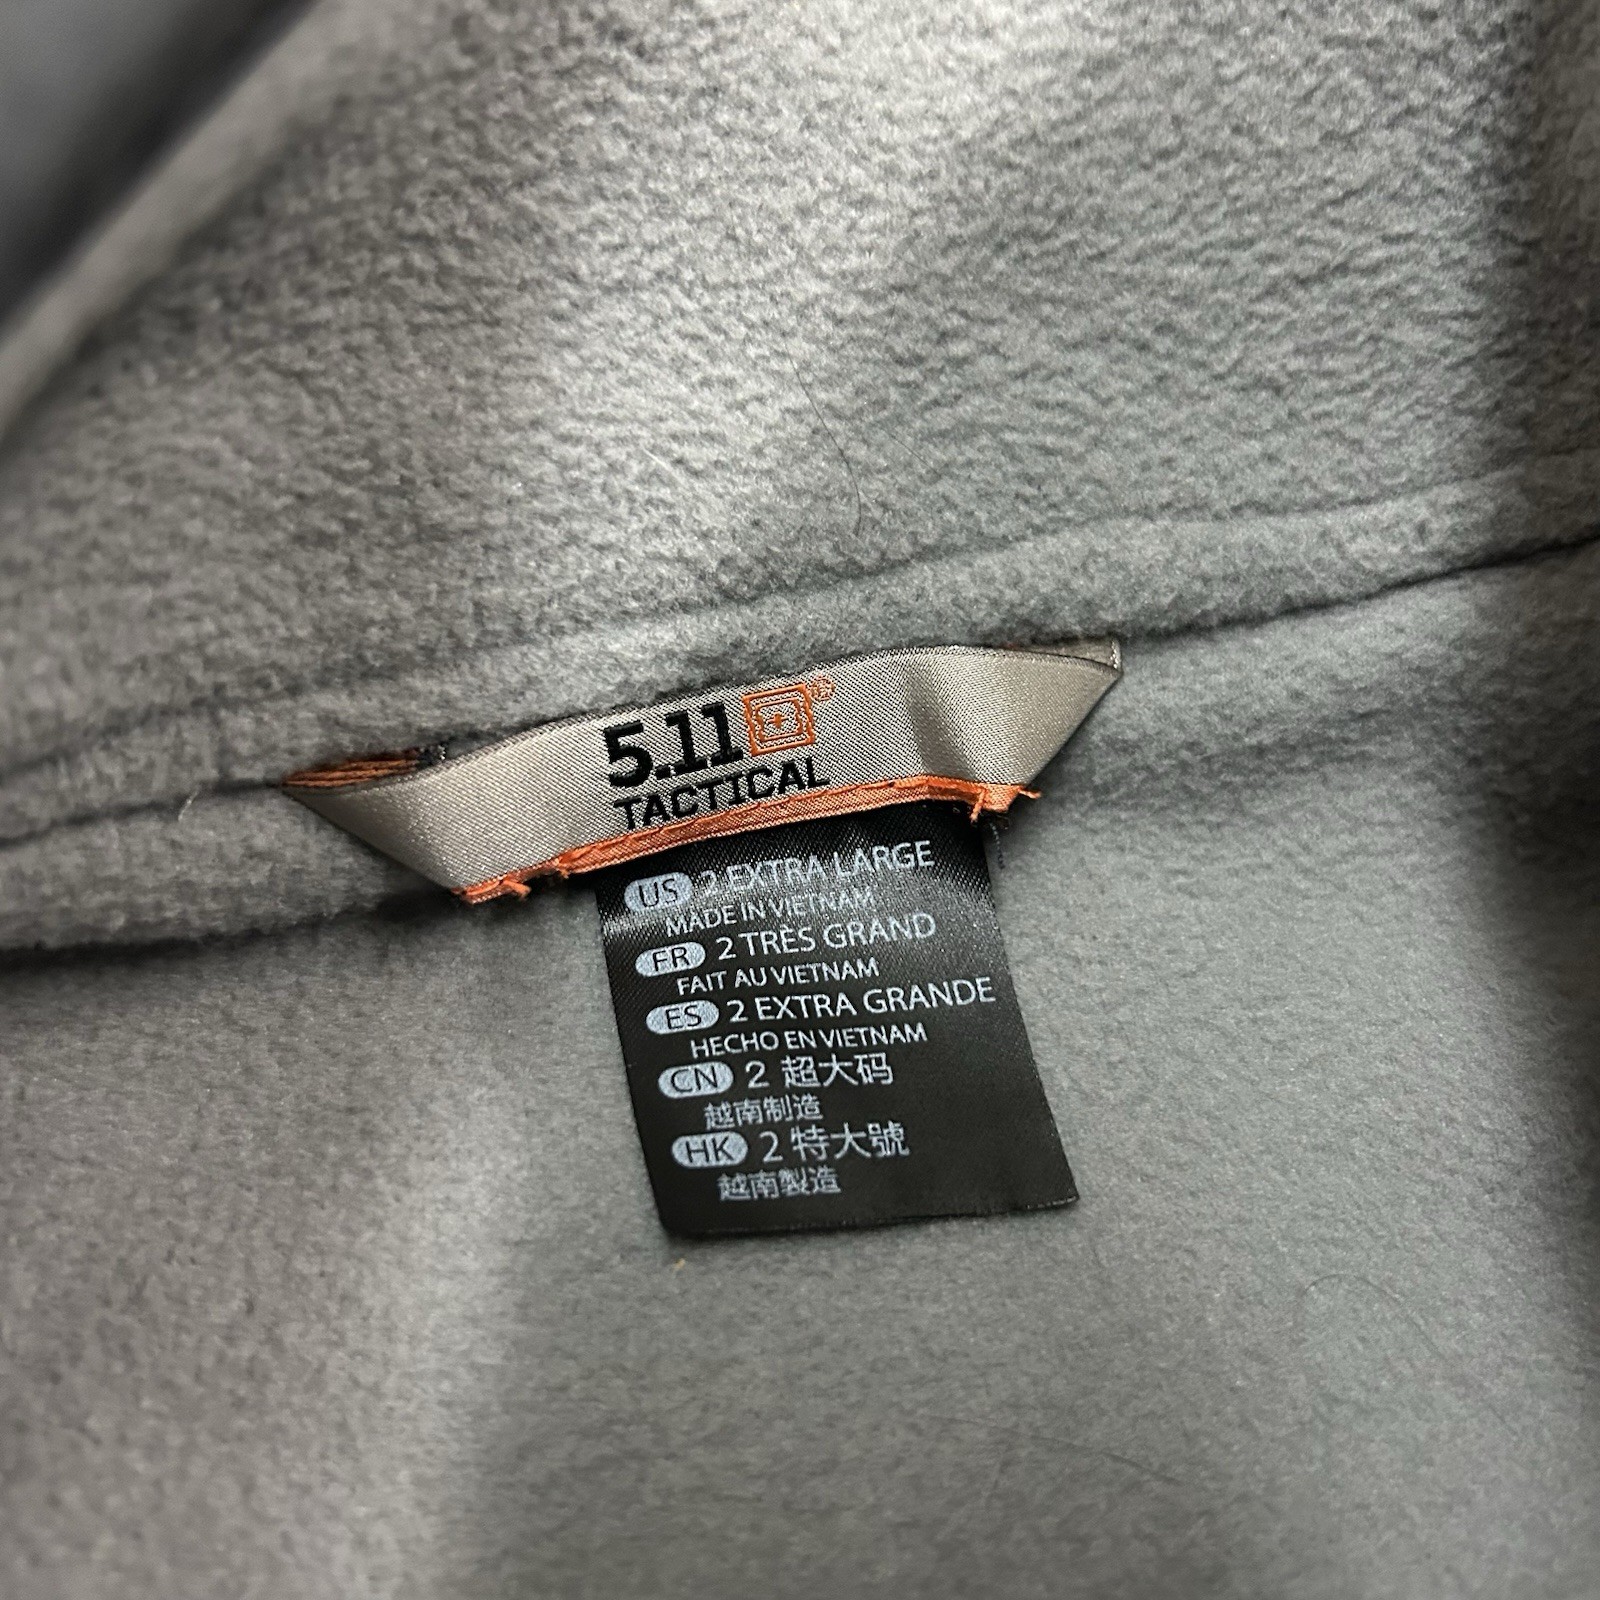 5.11®
TACTICAL
US 2 EXTRA LARGE
MADE IN VIETNAM
FR 2 TRÈS GRAND
FAIT AU VIETNAM
ES 2 EXTRA GRANDE
HECHO EN VIETNAM
CN 2 超大码
越南制造
HK 2 特大號
越南製造